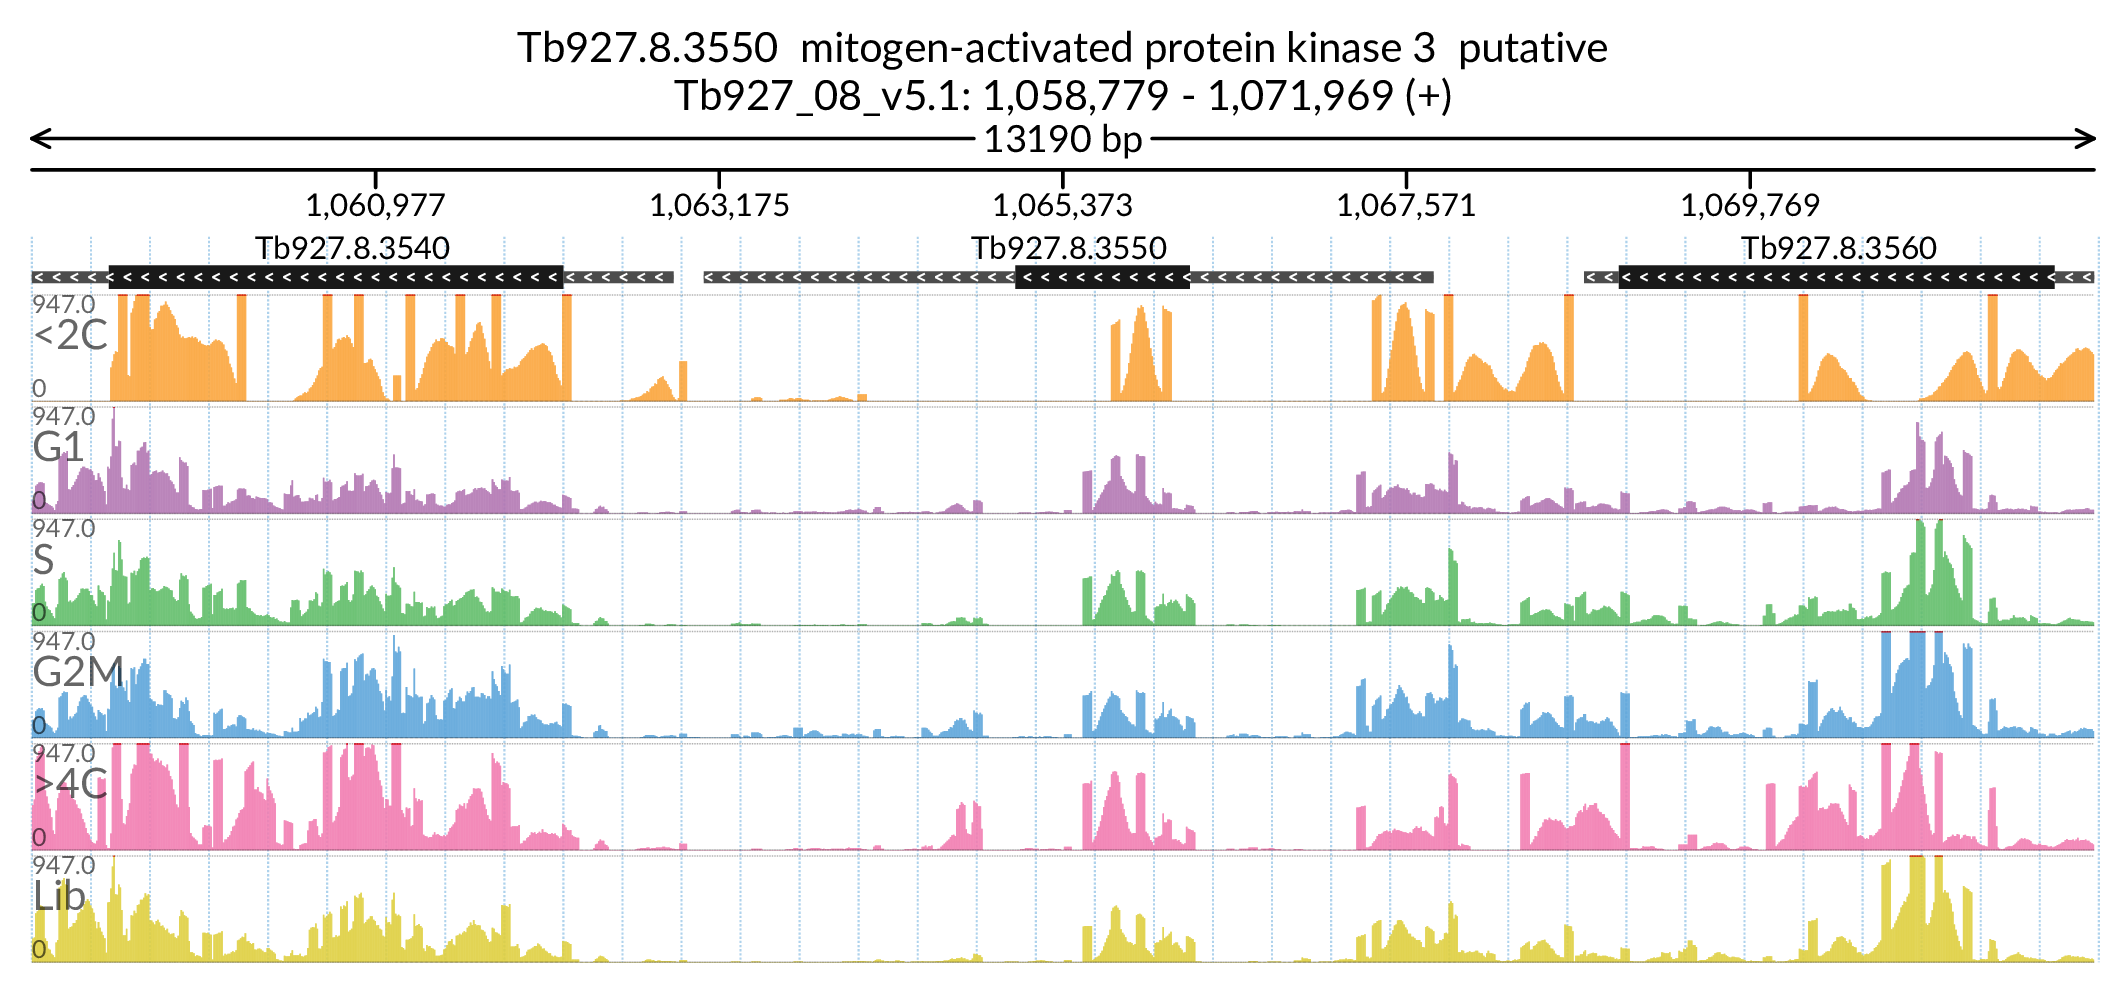 Tb927.8.3550  mitogen-activated protein kinase 3  putative
Tb927_08_v5.1: 1,058,779 - 1,071,969 (+)
13190 bp
1,060,977 1,063,175 1,065,373 1,067,571 1,069,769
Tb927.8.3540 Tb927.8.3550 Tb927.8.3560
947.0
<2C
0
947.0
G1
0
947.0
S
0
947.0
G2M
0
947.0
>4C
0
947.0
Lib
0